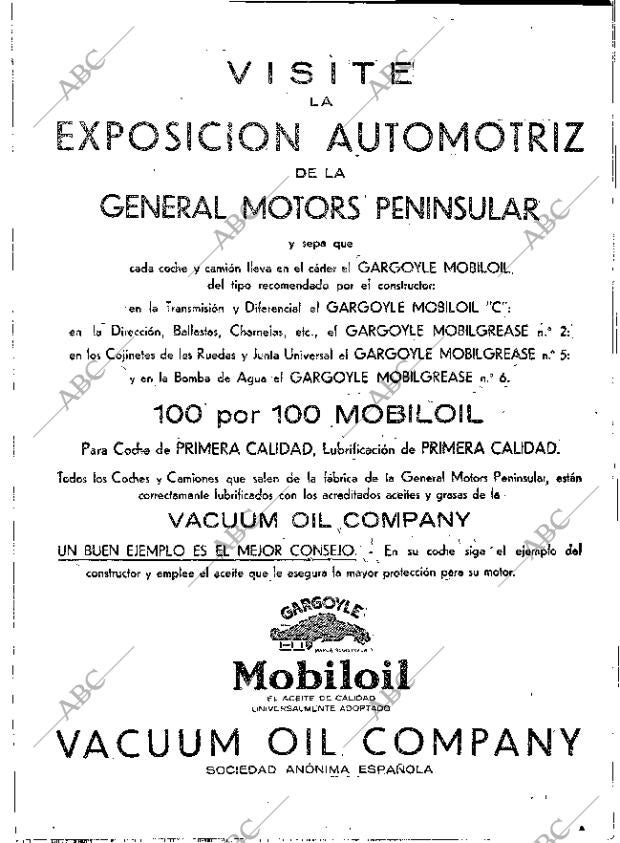 VISITE
LA
EXPOSICION AUTOMOTRIZ
DE LA
GENERAL MOTORS PENINSULAR
y sepa que
cada coche y camión lleva en el cárter el GARGOYLE MOBILOIL,
del tipo recomendado por el constructor:
en la Transmisión y Diferencial el GARGOYLE MOBILOIL "C":
en la Dirección, Ballestas, Charnelas, etc., el GARGOYLE MOBILGREASE n.º 2:
en los Cojinetes de las Ruedas y Junta Universal el GARGOYLE MOBILGREASE n.º 5:
y en la Bomba de Agua el GARGOYLE MOBILGREASE n.º 6.
100 por 100 MOBILOIL
Para Coche de PRIMERA CALIDAD, Lubrificación de PRIMERA CALIDAD.
Todos los Coches y Camiones que salen de la fábrica de la General Motors Peninsular, están
correctamente lubrificados con los acreditados aceites y grasas de la
VACUUM OIL COMPANY
UN BUEN EJEMPLO ES EL MEJOR CONSEJO. - En su coche siga el ejemplo del
constructor y emplee el aceite que le asegura la mayor protección para su motor.
GARGOYLE
MARCA REGISTRADA
Mobiloil
EL ACEITE DE CALIDAD
UNIVERSALMENTE ADOPTADO
VACUUM OIL COMPANY
SOCIEDAD ANÓNIMA ESPAÑOLA